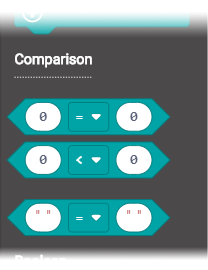 Comparison
0 = 0
0 < 0
" " = " "